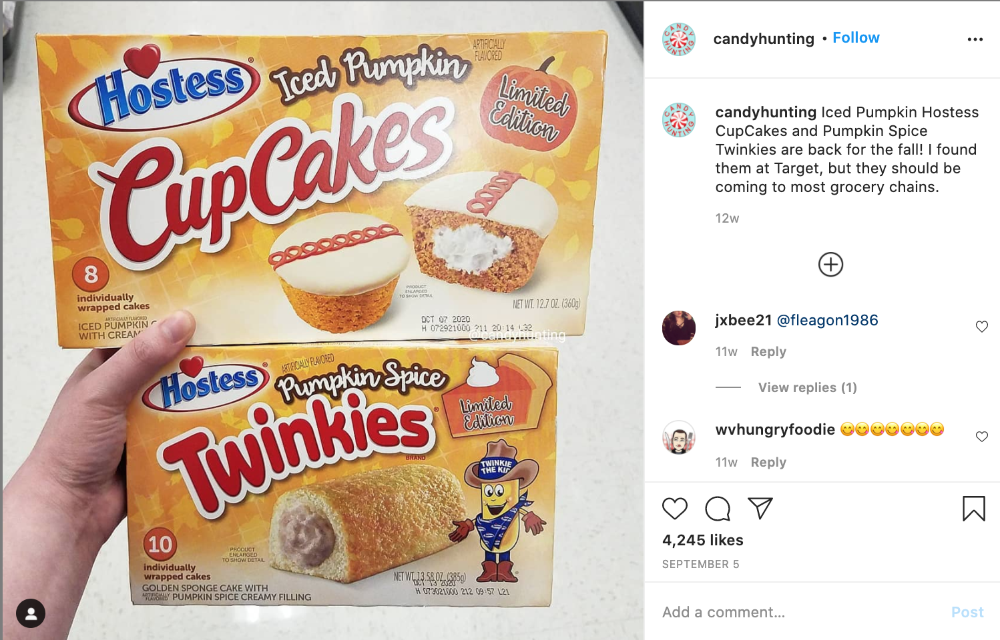 Hostess®
Iced Pumpkin
ARTIFICIALLY
FLAVORED
Limited
Edition
CupCakes
8
individually
wrapped cakes
ARTIFICIALLY FLAVORED
ICED PUMPKIN
WITH CREAM
PRODUCT
ENLARGED
TO SHOW DETAIL
NET WT. 12.7 OZ. (360g)
OCT 07 2020
H 072921000 211 20:14 L32
@candyhunting
Hostess®
ARTIFICIALLY FLAVORED
Pumpkin Spice
Limited
Edition
Twinkies®
BRAND
TWINKIE
THE KID
10
individually
wrapped cakes
PRODUCT
ENLARGED
TO SHOW DETAIL
NET WT. 13.58 OZ. (385g)
OCT 13 2020
H 073021000 212 09:57 L21
GOLDEN SPONGE CAKE WITH
ARTIFICIALLY FLAVORED PUMPKIN SPICE CREAMY FILLING
CANDY HUNTING
candyhunting • Follow
CANDY HUNTING
candyhunting Iced Pumpkin Hostess
CupCakes and Pumpkin Spice
Twinkies are back for the fall! I found
them at Target, but they should be
coming to most grocery chains.
12w
jxbee21 @fleagon1986
11w Reply
View replies (1)
wvhungryfoodie 😋😋😋😋😋😋😋
11w Reply
4,245 likes
SEPTEMBER 5
Add a comment...
Post